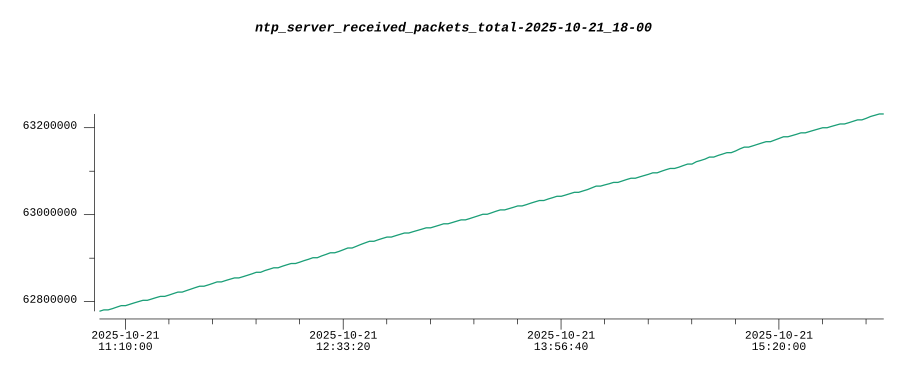 ntp_server_received_packets_total-2025-10-21_18-00
63200000
63000000
62800000
2025-10-21 2025-10-21 2025-10-21 2025-10-21
11:10:00 12:33:20 13:56:40 15:20:00